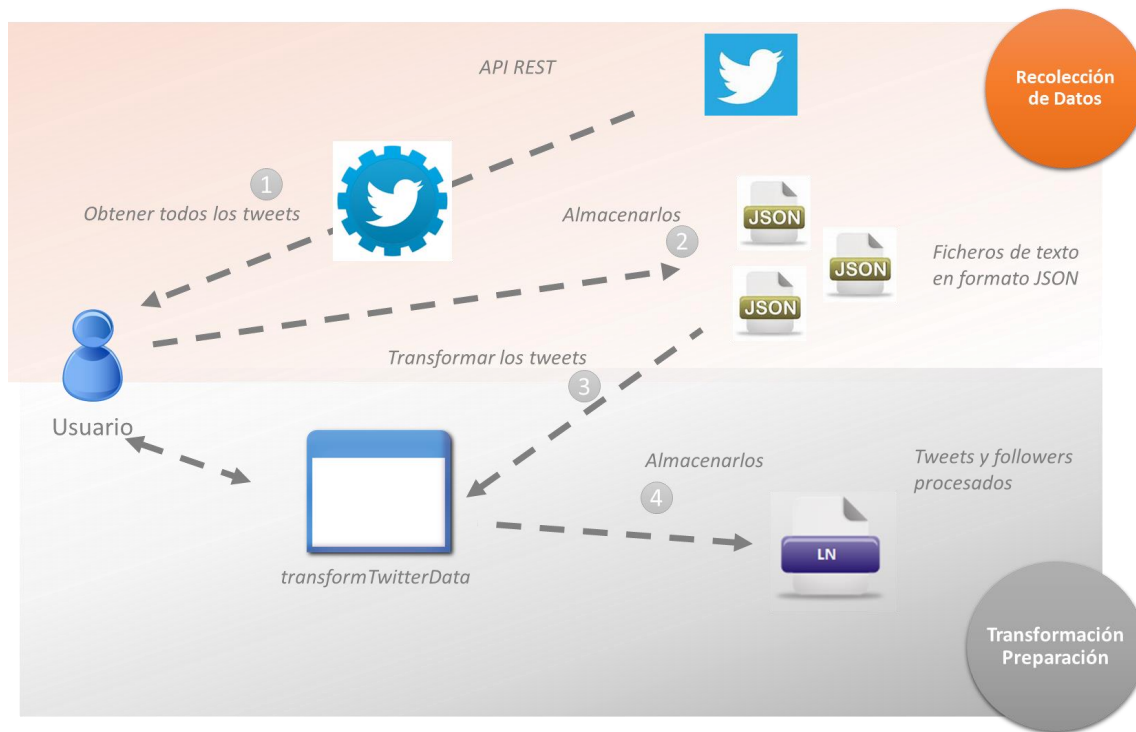 API REST
Recolección
de Datos
1
Obtener todos los tweets
Almacenarlos
2
JSON
JSON
JSON
Ficheros de texto
en formato JSON
Transformar los tweets
3
Usuario
Almacenarlos
4
Tweets y followers
procesados
LN
transformTwitterData
Transformación
Preparación